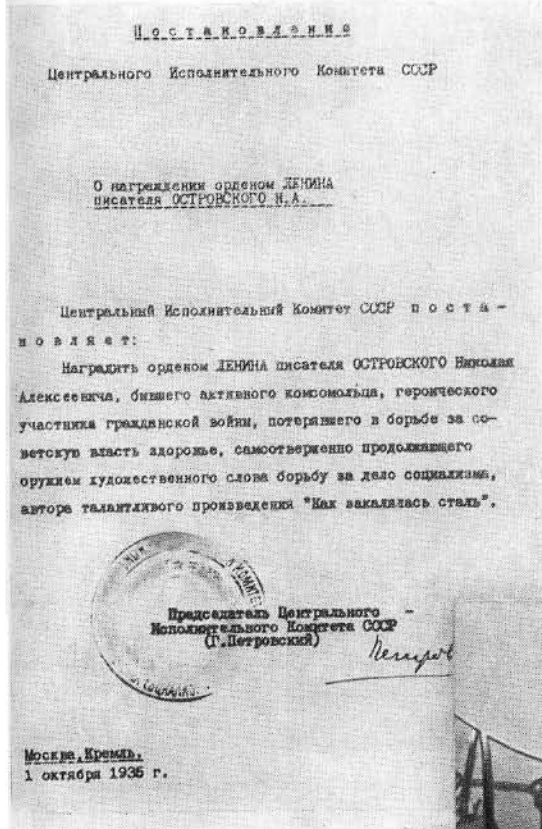 Постановление
Центрального Исполнительного Комитета СССР
О награждении орденом ЛЕНИНА
писателя ОСТРОВСКОГО Н.А.
Центральный Исполнительный Комитет СССР п о с т а -
н о в л я е т:
Наградить орденом ЛЕНИНА писателя ОСТРОВСКОГО Николая
Алексеевича, бывшего активного комсомольца, героического
участника гражданской войны, потерявшего в борьбе за со-
ветскую власть здоровье, самоотверженно продолжающего
оружием художественного слова борьбу за дело социализма,
автора талантливого произведения "Как закалялась сталь".
Председатель Центрального -
Исполнительного Комитета СССР
(Г.Петровский)
Петров
Москва,Кремль.
1 октября 1935 г.